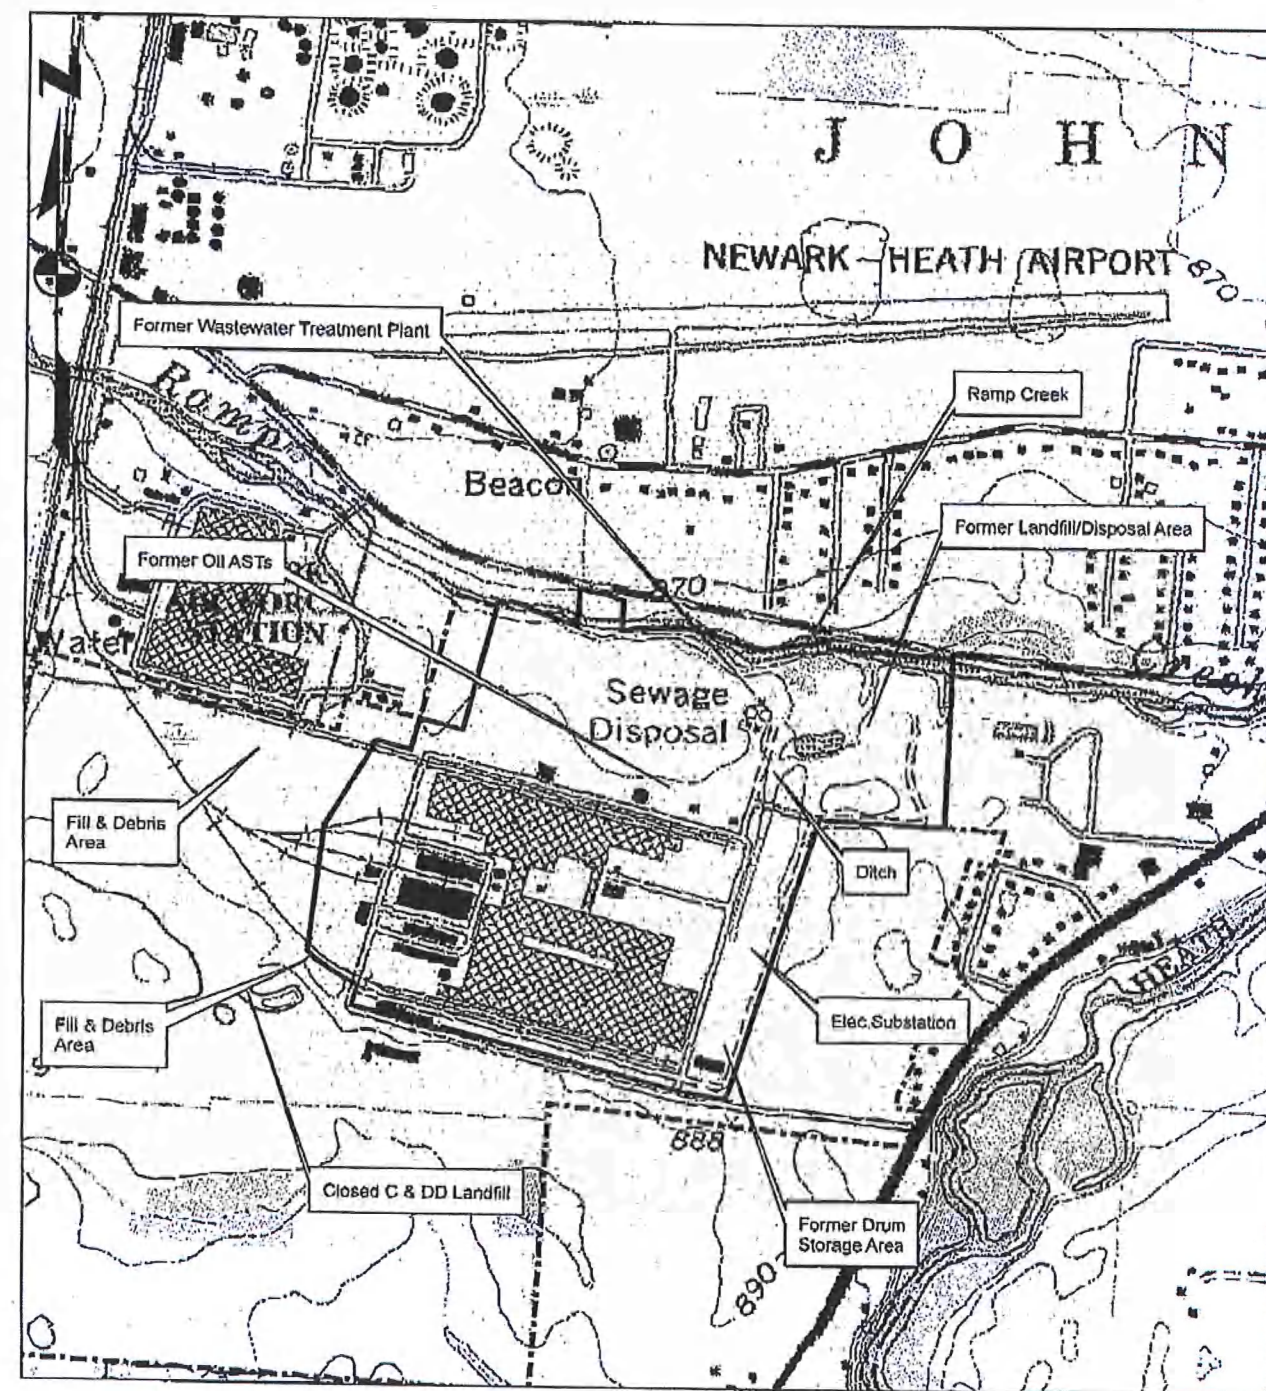 Z
J O H N
NEWARK HEATH AIRPORT
870
Former Wastewater Treatment Plant
Ramp
Ramp Creek
Beacon
Former Landfill/Disposal Area
Former Oil ASTs
870
STATION
Water
Sewage
Disposal
Fill & Debris
Area
Ditch
HEATH
Fill & Debris
Area
Elec. Substation
888
Closed C & DD Landfill
Former Drum
Storage Area
890